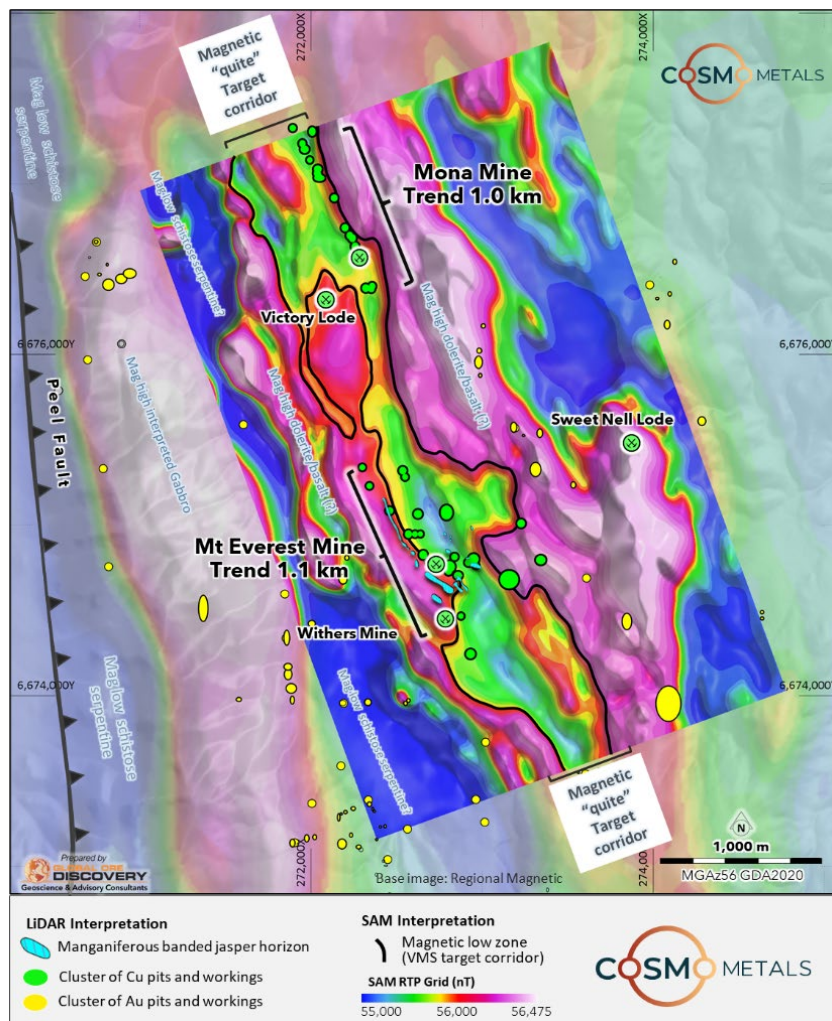 272,000X
274,000X
Magnetic
"quite"
Target
corridor
COSMO METALS
Mag low schistose
serpentine
Mag low schistose serpentine?
Mona Mine
Trend 1.0 km
Victory Lode
Mag high dolerite/basalt (?)
6,676,000Y
6,676,000Y
Mag high interpreted Gabbro
Peel Fault
Mag high dolerite/basalt (?)
Sweet Nell Lode
Mt Everest Mine
Trend 1.1 km
Withers Mine
6,674,000Y
6,674,000Y
Mag low schistose
serpentine
Mag low schistose serpentine?
Magnetic
"quite"
Target
corridor
N
1,000 m
MGAz56 GDA2020
Prepared by
GLOBAL ORE
DISCOVERY
Geoscience & Advisory Consultants
272,000X
274,000X
Base image: Regional Magnetic
LiDAR Interpretation
Manganiferous banded jasper horizon
Cluster of Cu pits and workings
Cluster of Au pits and workings
SAM Interpretation
Magnetic low zone
(VMS target corridor)
SAM RTP Grid (nT)
55,000 56,000 56,475
COSMO METALS